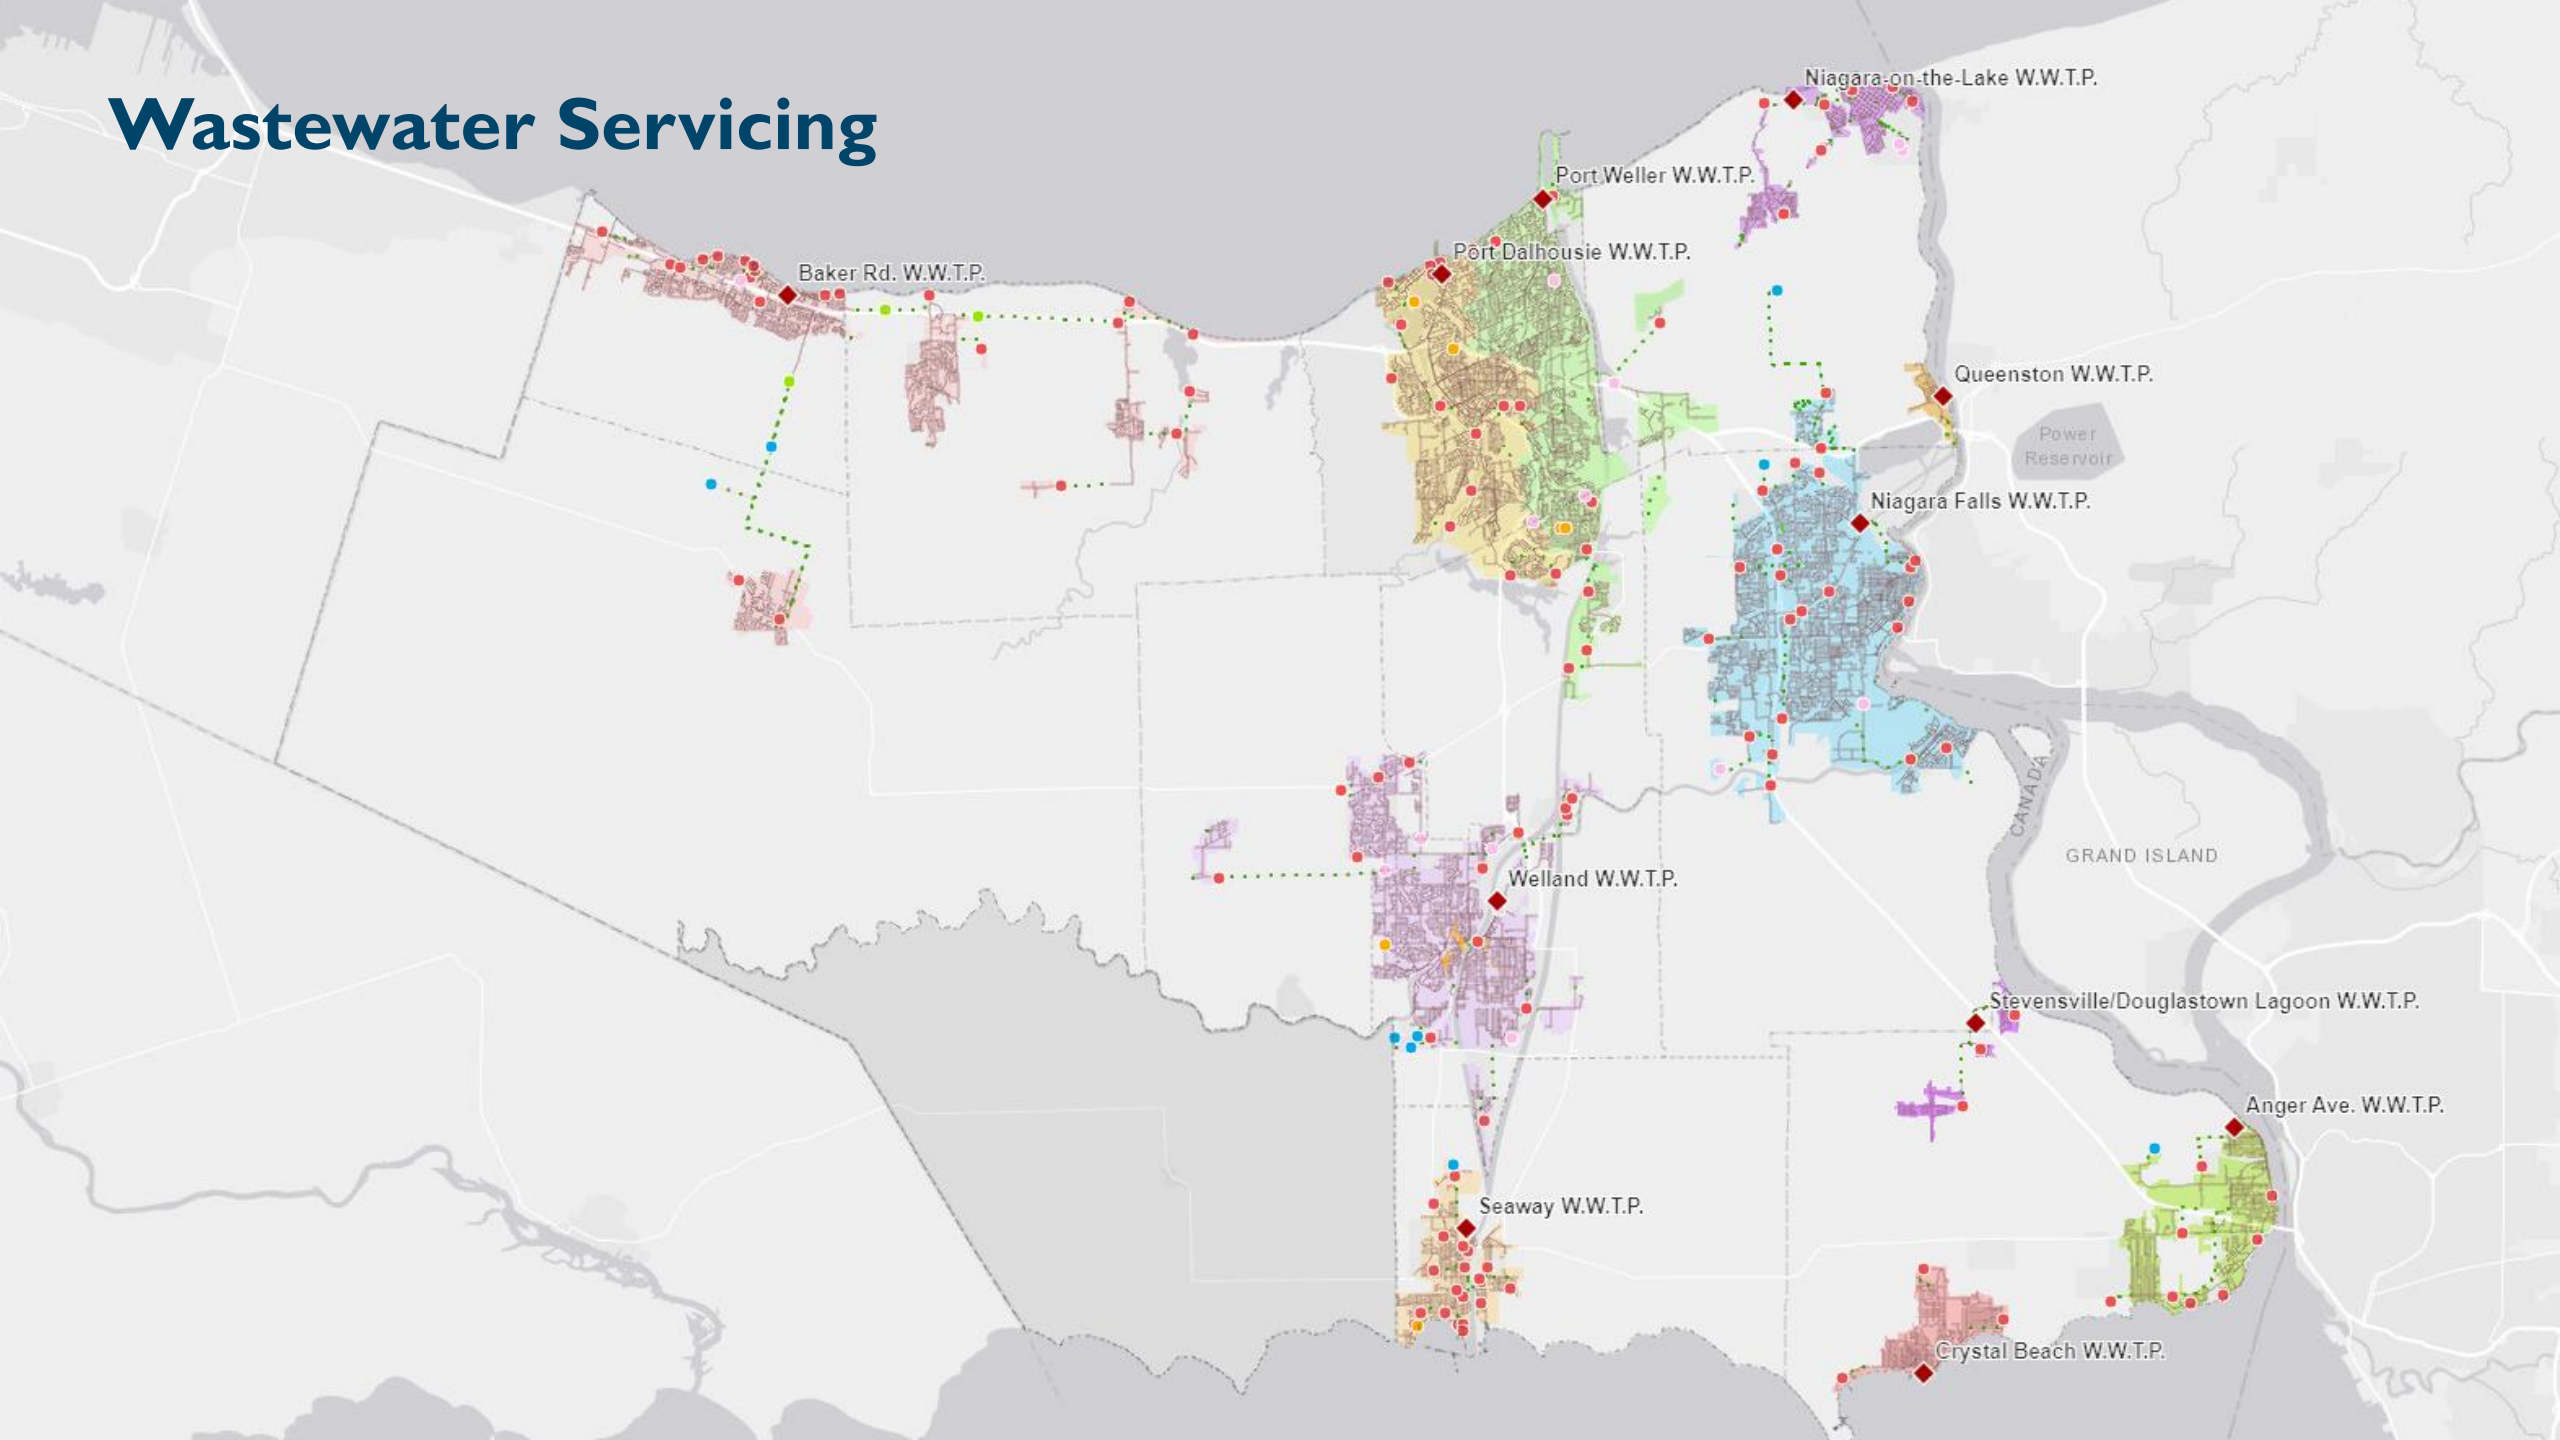 Wastewater Servicing
Niagara-on-the-Lake W.W.T.P.
Port Weller W.W.T.P.
Port Dalhousie W.W.T.P.
Baker Rd. W.W.T.P.
Queenston W.W.T.P.
Power
Reservoir
Niagara Falls W.W.T.P.
CANADA
GRAND ISLAND
Welland W.W.T.P.
Stevensville/Douglastown Lagoon W.W.T.P.
Anger Ave. W.W.T.P.
Seaway W.W.T.P.
Crystal Beach W.W.T.P.